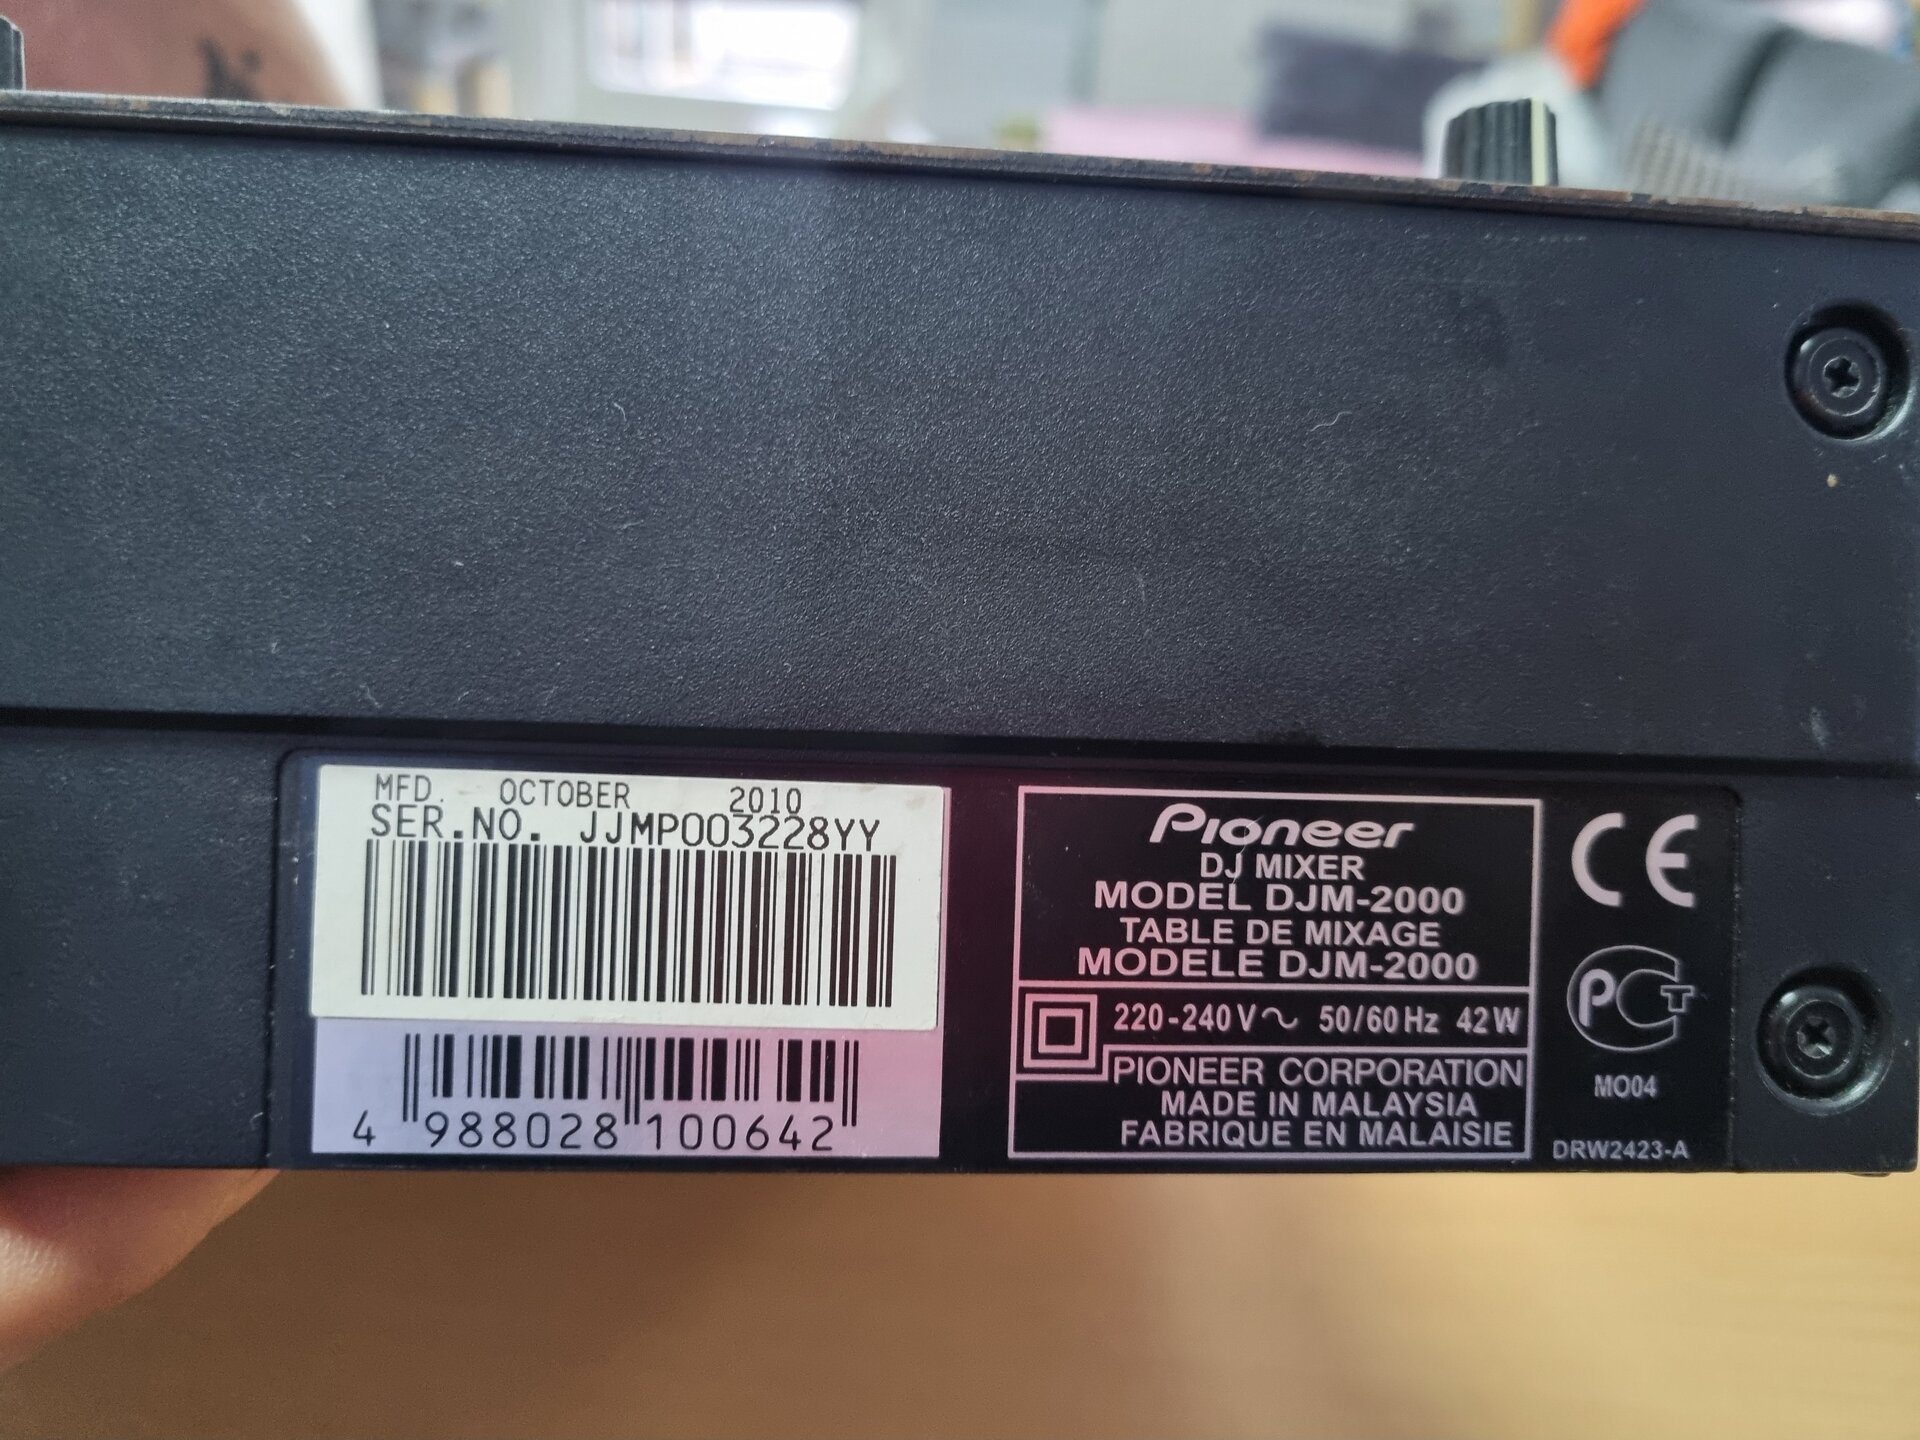 MFD. OCTOBER 2010
SER.NO. JJMP003228YY
4 988028 100642
Pioneer
DJ MIXER
MODEL DJM-2000
TABLE DE MIXAGE
MODELE DJM-2000
220-240V~ 50/60Hz 42W
PIONEER CORPORATION
MADE IN MALAYSIA
FABRIQUE EN MALAISIE
CE
PCT
MO04
DRW2423-A